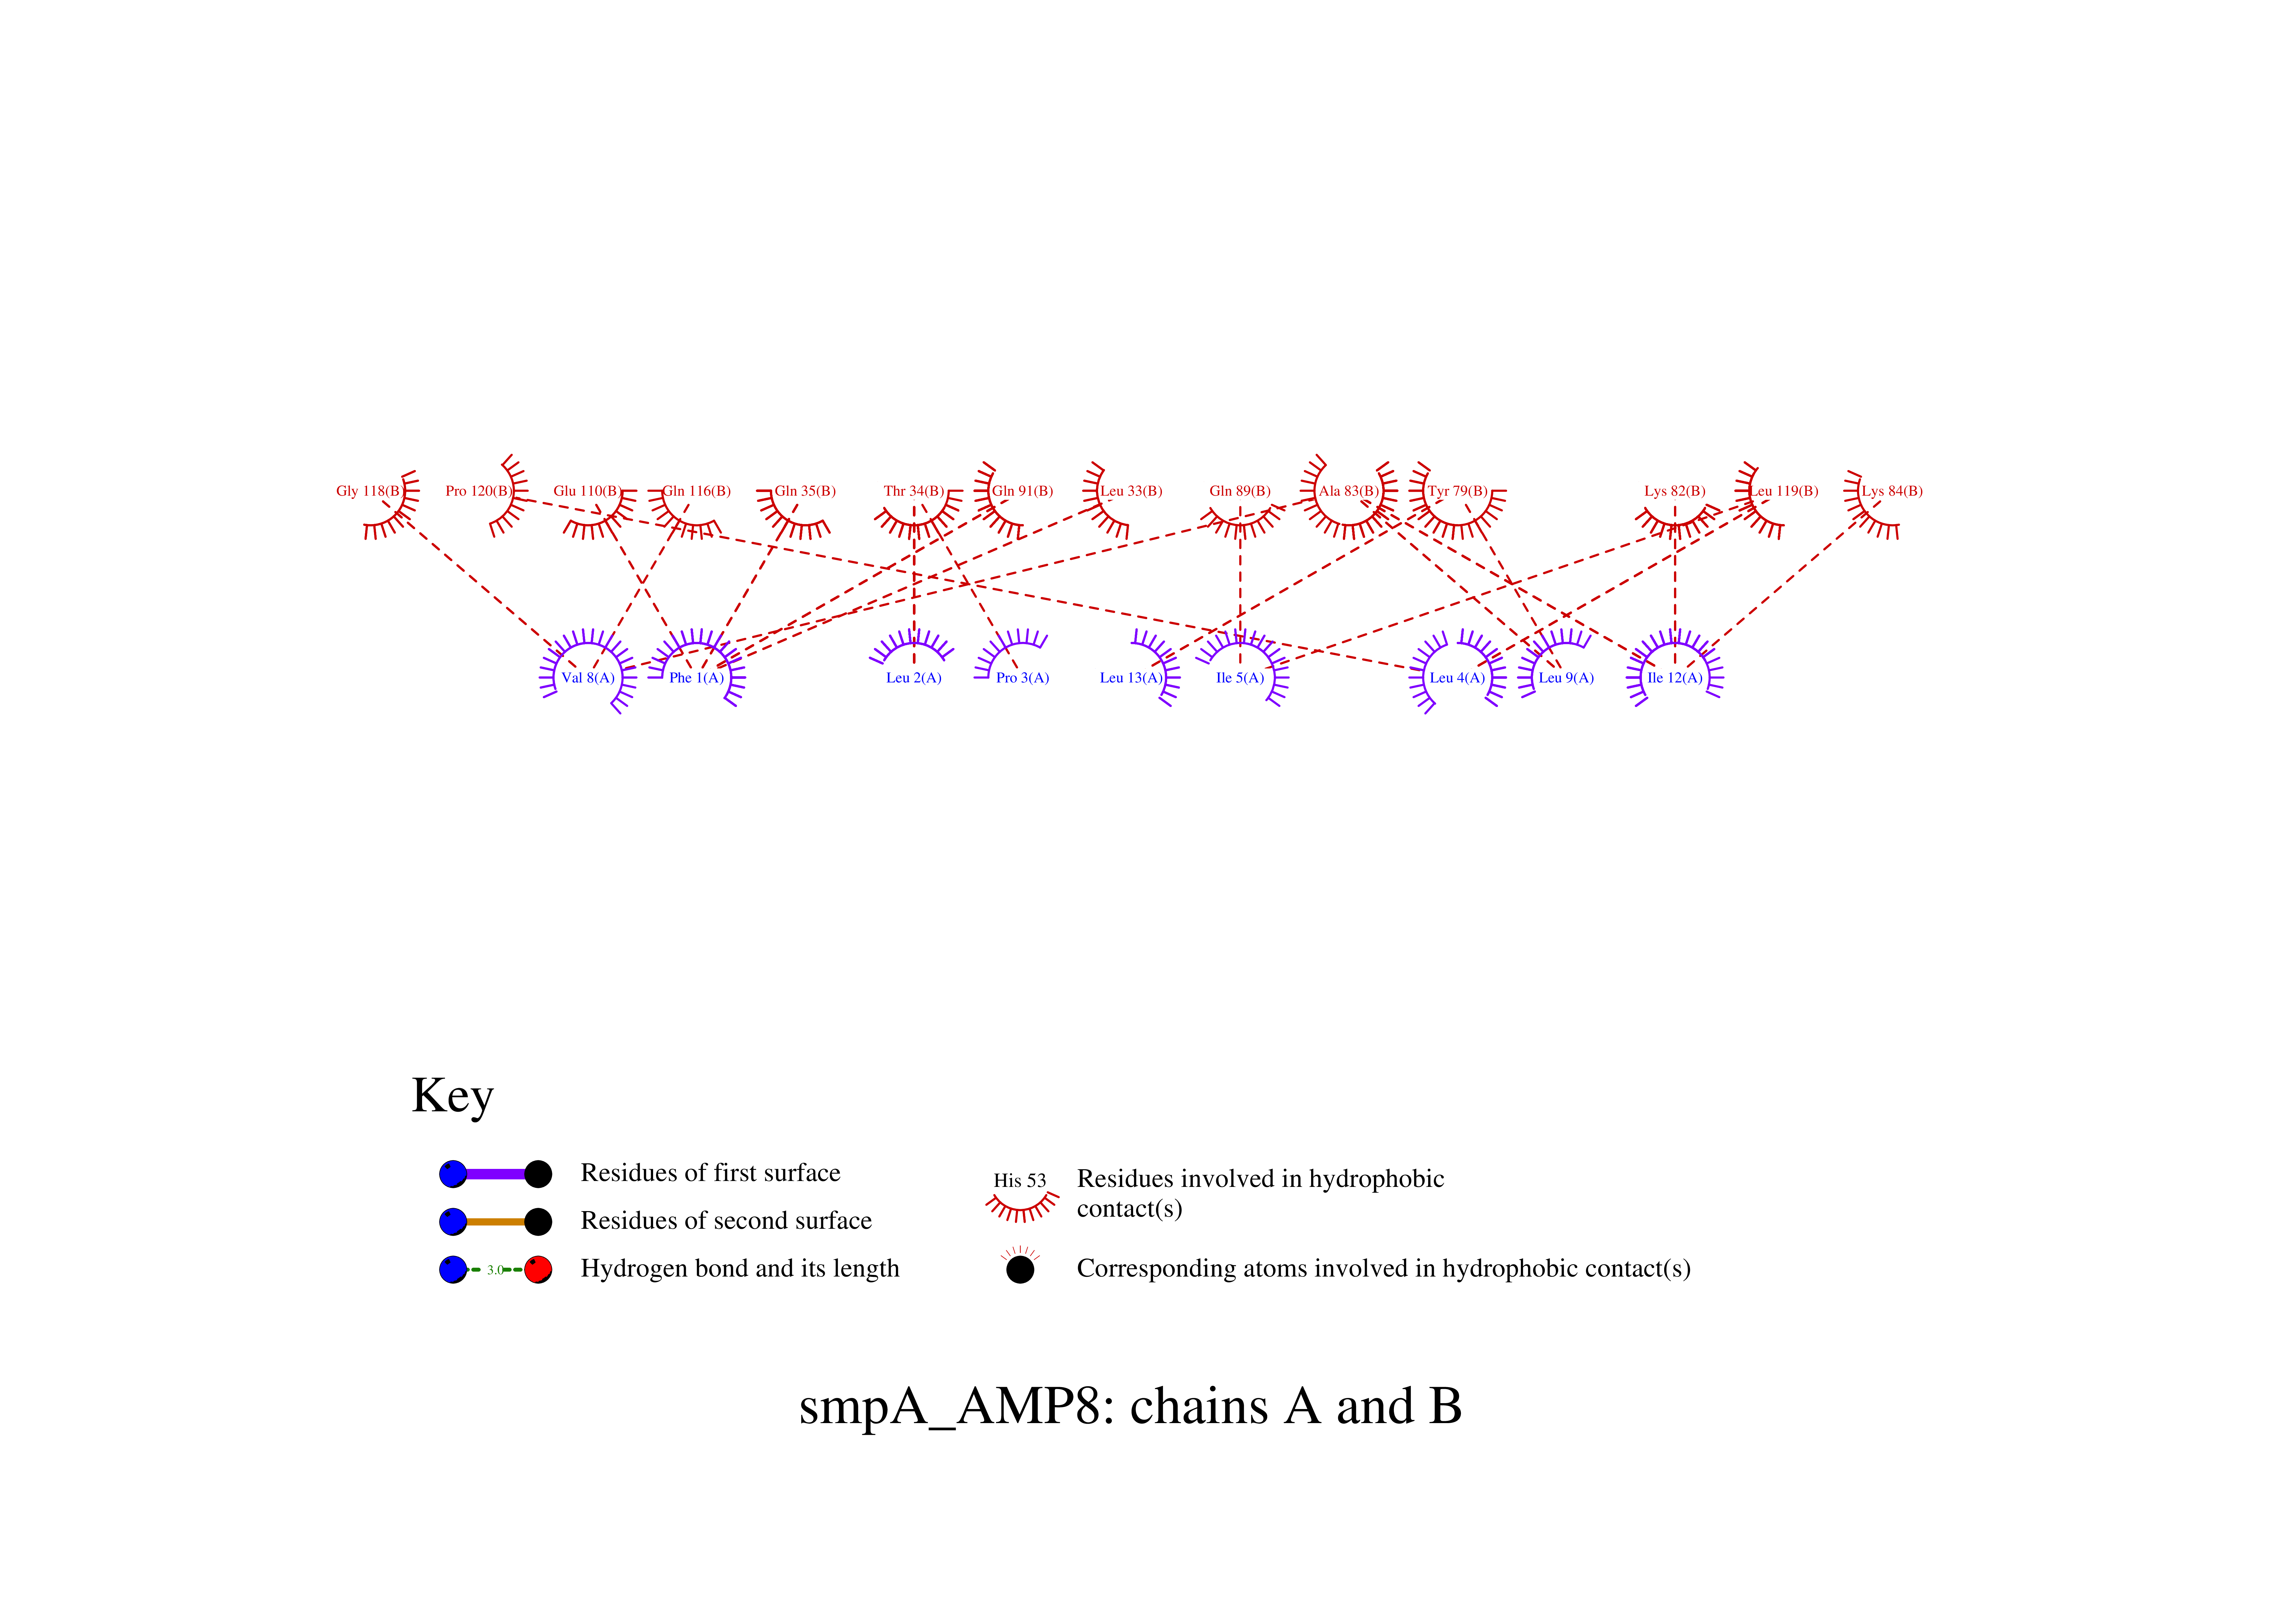 Gly 118(B) Pro 120(B) Glu 110(B) Gln 116(B) Gln 35(B) Thr 34(B) Gln 91(B) Leu 33(B) Gln 89(B) Ala 83(B) Tyr 79(B) Lys 82(B) Leu 119(B) Lys 84(B)
Val 8(A) Phe 1(A) Leu 2(A) Pro 3(A) Leu 13(A) Ile 5(A) Leu 4(A) Leu 9(A) Ile 12(A)
Key
Residues of first surface
Residues of second surface
3.0 Hydrogen bond and its length
His 53 Residues involved in hydrophobic
contact(s)
Corresponding atoms involved in hydrophobic contact(s)
smpA_AMP8: chains A and B